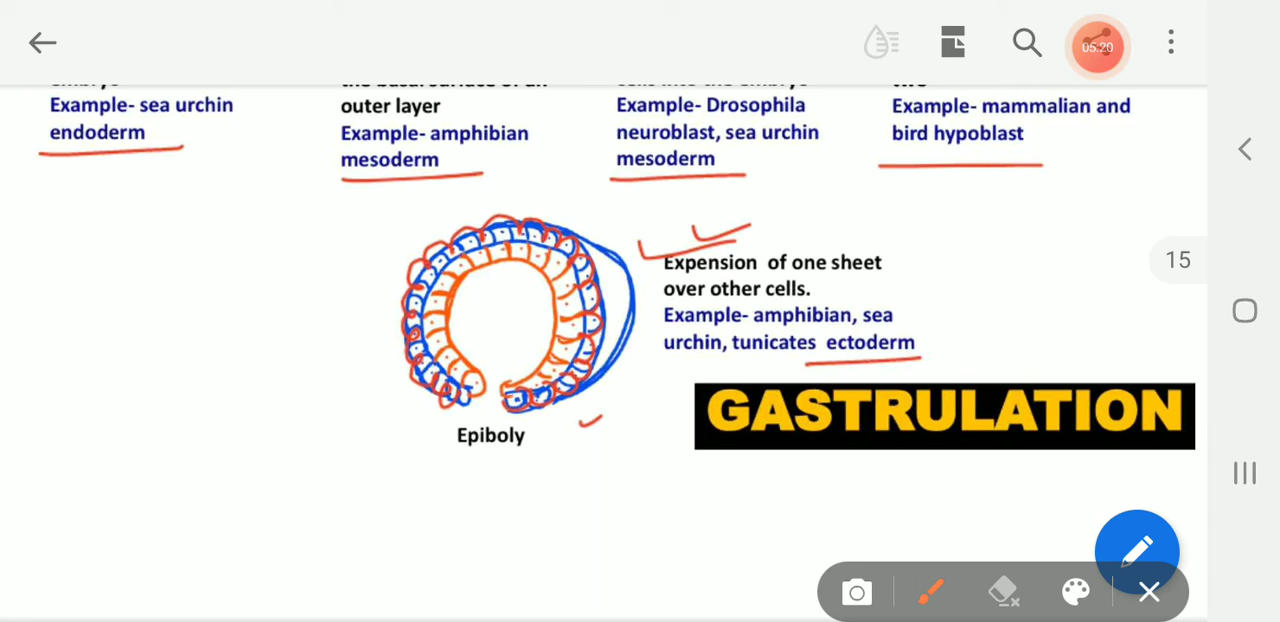 05:20
Example- sea urchin
endoderm
outer layer
Example- amphibian
mesoderm
Example- Drosophila
neuroblast, sea urchin
mesoderm
Example- mammalian and
bird hypoblast
15
Expension of one sheet
over other cells.
Example- amphibian, sea
urchin, tunicates ectoderm
GASTRULATION
Epiboly